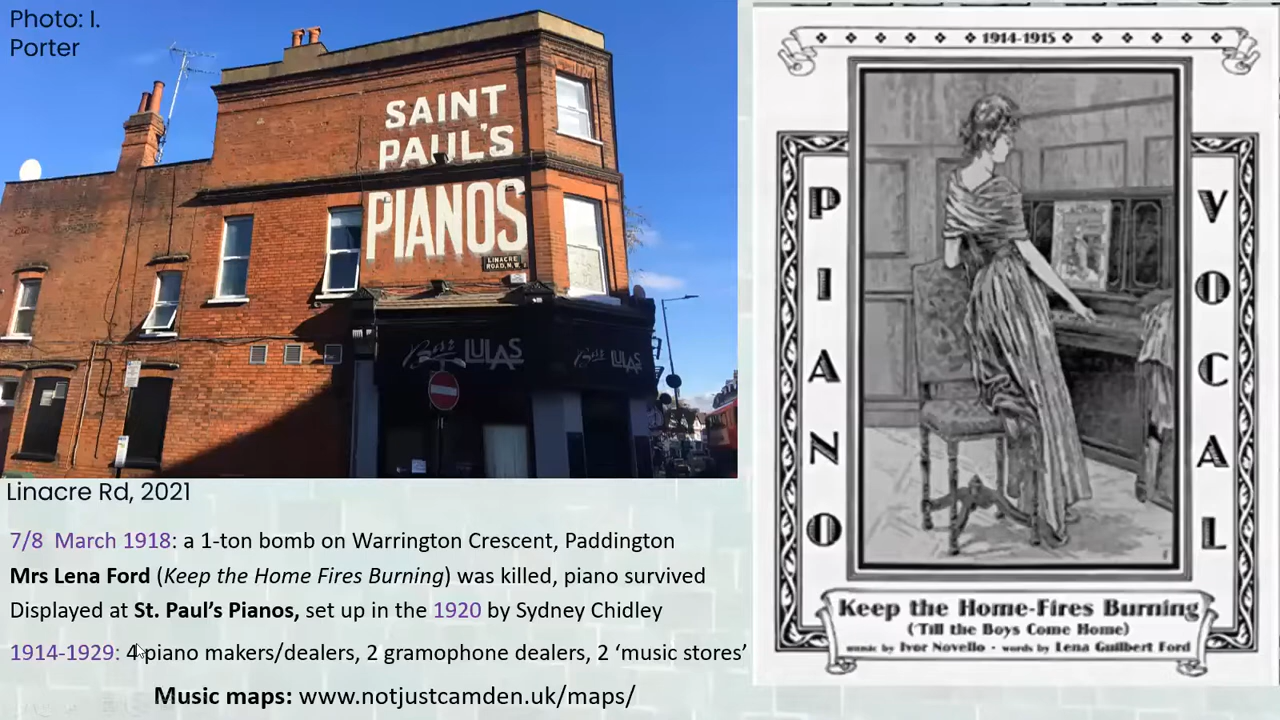 Photo: I.
Porter
SAINT
PAUL'S
PIANOS
LINACRE
ROAD, N.W.
LULAS
LULAS
Linacre Rd, 2021
7/8 March 1918: a 1-ton bomb on Warrington Crescent, Paddington
Mrs Lena Ford (Keep the Home Fires Burning) was killed, piano survived
Displayed at St. Paul's Pianos, set up in the 1920 by Sydney Chidley
1914-1929: 4 piano makers/dealers, 2 gramophone dealers, 2 ‘music stores’
Music maps: www.notjustcamden.uk/maps/
1914-1915
PIANO
VOCAL
Keep the Home-Fires Burning
('Till the Boys Come Home)
music by Ivor Novello - words by Lena Guilbert Ford